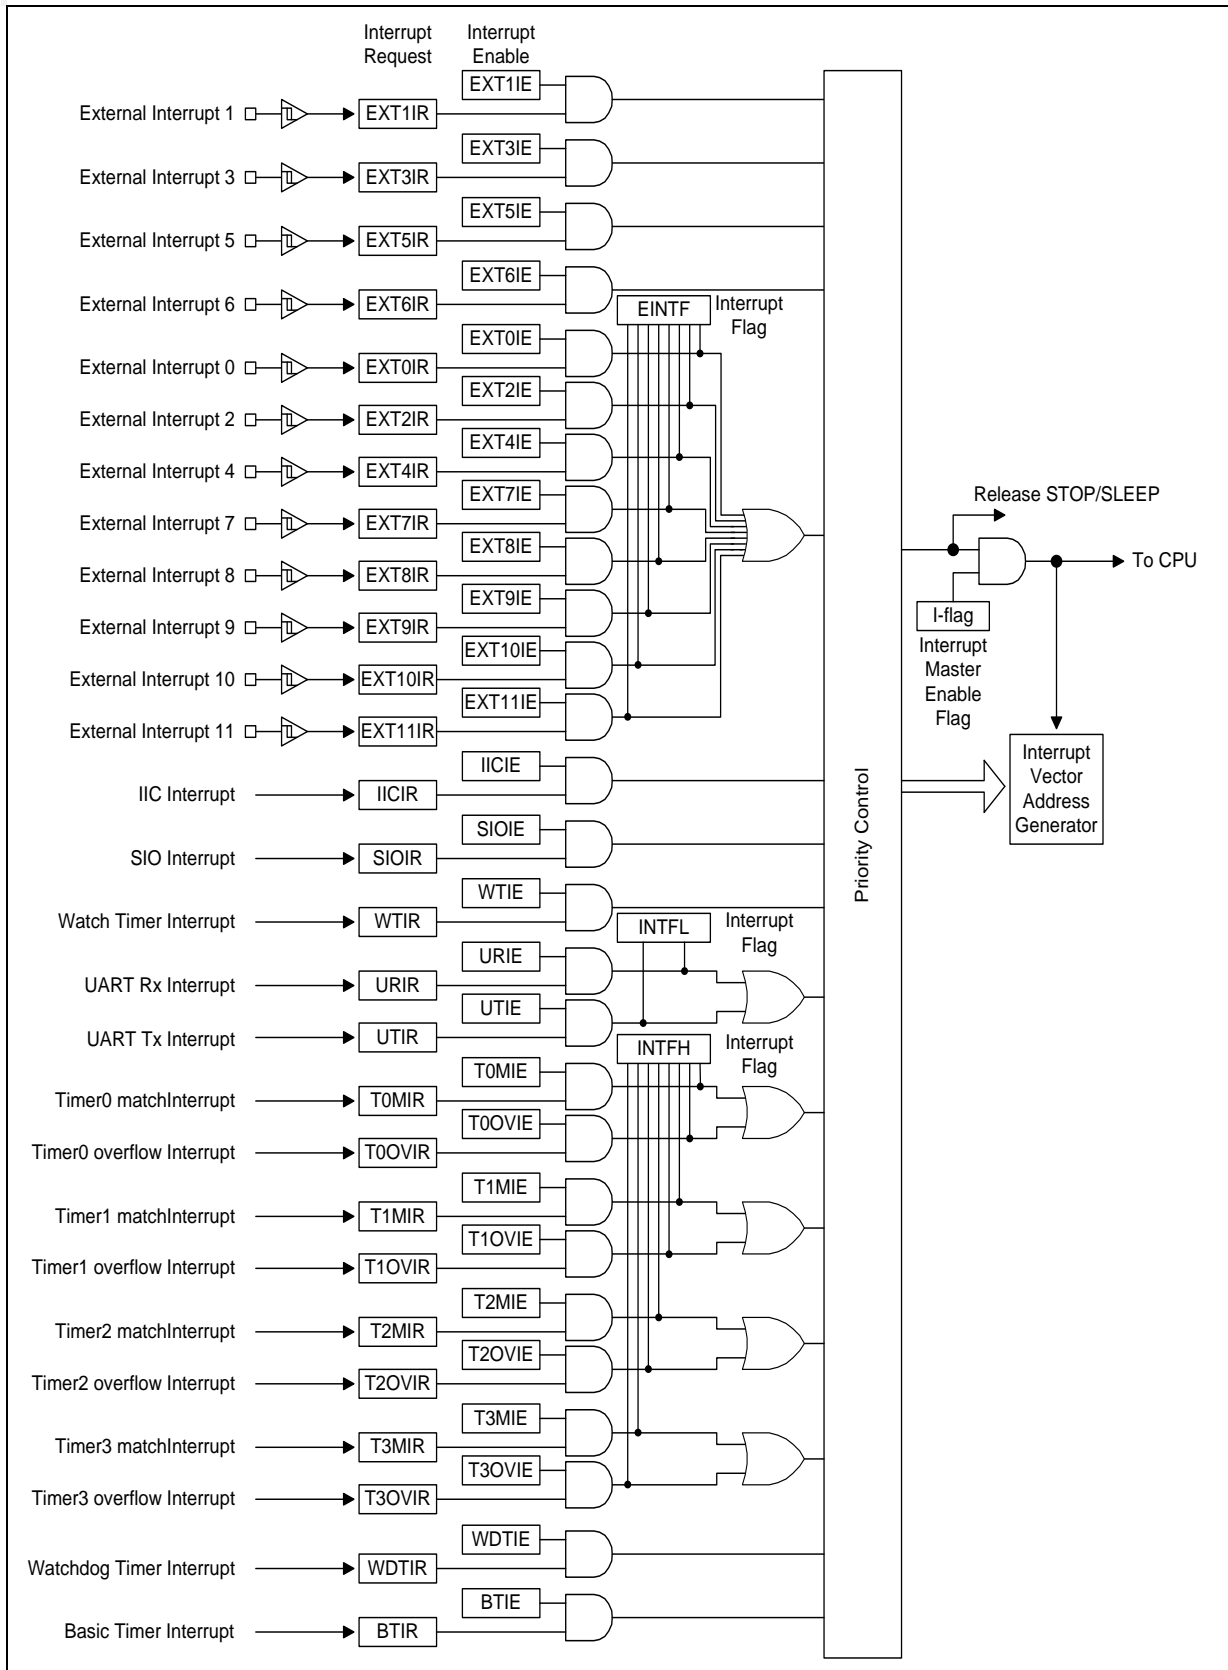 Interrupt
Request
Interrupt
Enable
EXT1IE
External Interrupt 1
EXT1IR
EXT3IE
External Interrupt 3
EXT3IR
EXT5IE
External Interrupt 5
EXT5IR
EXT6IE
External Interrupt 6
EXT6IR
EINTF
Interrupt
Flag
EXT0IE
External Interrupt 0
EXT0IR
EXT2IE
External Interrupt 2
EXT2IR
EXT4IE
External Interrupt 4
EXT4IR
EXT7IE
External Interrupt 7
EXT7IR
EXT8IE
External Interrupt 8
EXT8IR
EXT9IE
External Interrupt 9
EXT9IR
EXT10IE
External Interrupt 10
EXT10IR
EXT11IE
External Interrupt 11
EXT11IR
IICIE
IIC Interrupt
IICIR
SIOIE
SIO Interrupt
SIOIR
WTIE
Watch Timer Interrupt
WTIR
INTFL
Interrupt
Flag
URIE
UART Rx Interrupt
URIR
UTIE
UART Tx Interrupt
UTIR
INTFH
Interrupt
Flag
T0MIE
Timer0 matchInterrupt
T0MIR
T0OVIE
Timer0 overflow Interrupt
T0OVIR
T1MIE
Timer1 matchInterrupt
T1MIR
T1OVIE
Timer1 overflow Interrupt
T1OVIR
T2MIE
Timer2 matchInterrupt
T2MIR
T2OVIE
Timer2 overflow Interrupt
T2OVIR
T3MIE
Timer3 matchInterrupt
T3MIR
T3OVIE
Timer3 overflow Interrupt
T3OVIR
WDTIE
Watchdog Timer Interrupt
WDTIR
BTIE
Basic Timer Interrupt
BTIR
Priority Control
Release STOP/SLEEP
To CPU
I-flag
Interrupt
Master
Enable
Flag
Interrupt
Vector
Address
Generator